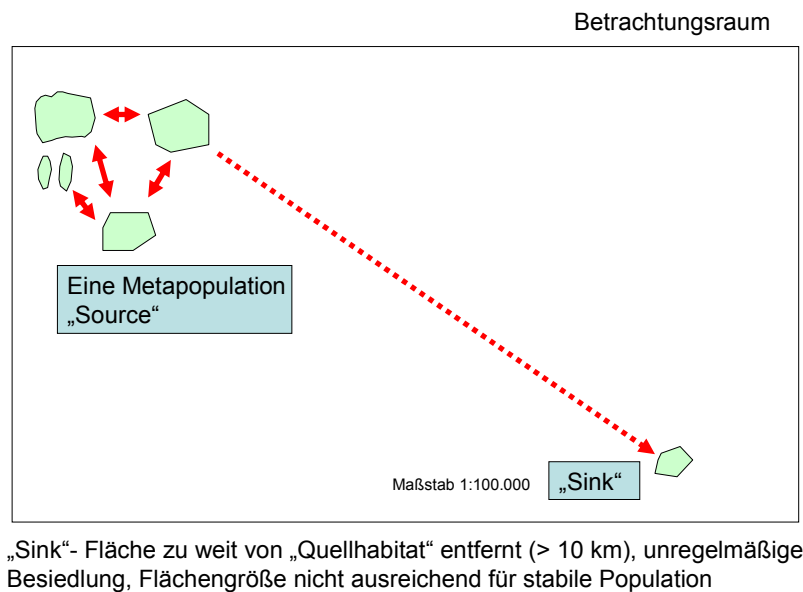 Betrachtungsraum
Eine Metapopulation
„Source“
Maßstab 1:100.000
„Sink“
„Sink“- Fläche zu weit von „Quellhabitat“ entfernt (> 10 km), unregelmäßige
Besiedlung, Flächengröße nicht ausreichend für stabile Population